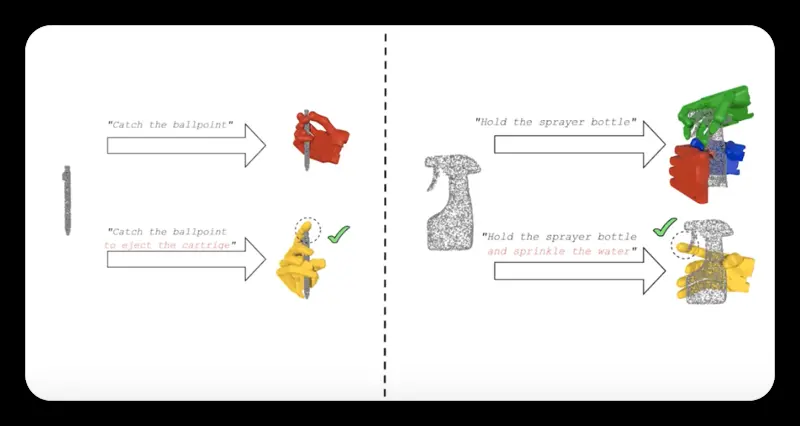 "Catch the ballpoint"
"Catch the ballpoint
to eject the cartrige"
"Hold the sprayer bottle"
"Hold the sprayer bottle
and sprinkle the water"